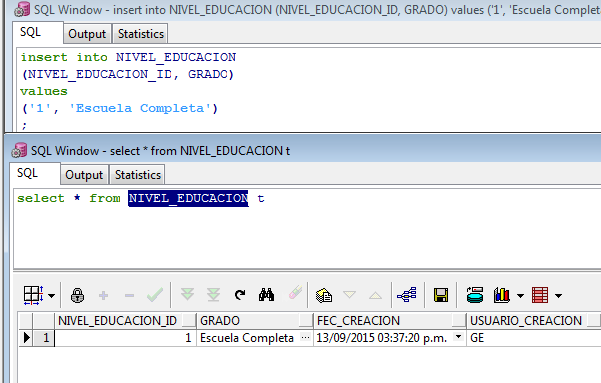 SQL Window - insert into NIVEL_EDUCACION (NIVEL_EDUCACION_ID, GRADO) values ('1', 'Escuela Complet
SQL Output Statistics
insert into NIVEL_EDUCACION
(NIVEL_EDUCACION_ID, GRADO)
values
('1', 'Escuela Completa')
;
SQL Window - select * from NIVEL_EDUCACION t
SQL Output Statistics
select * from NIVEL_EDUCACION t
NIVEL_EDUCACION_ID GRADO FEC_CREACION USUARIO_CREACION
1 1 Escuela Completa ... 13/09/2015 03:37:20 p.m. GE